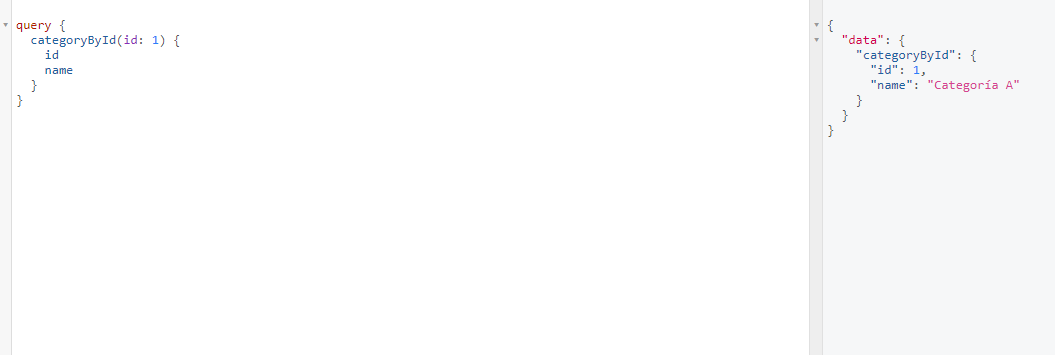 query {
  categoryById(id: 1) {
    id
    name
  }
}
{
  "data": {
    "categoryById": {
      "id": 1,
      "name": "Categoría A"
    }
  }
}